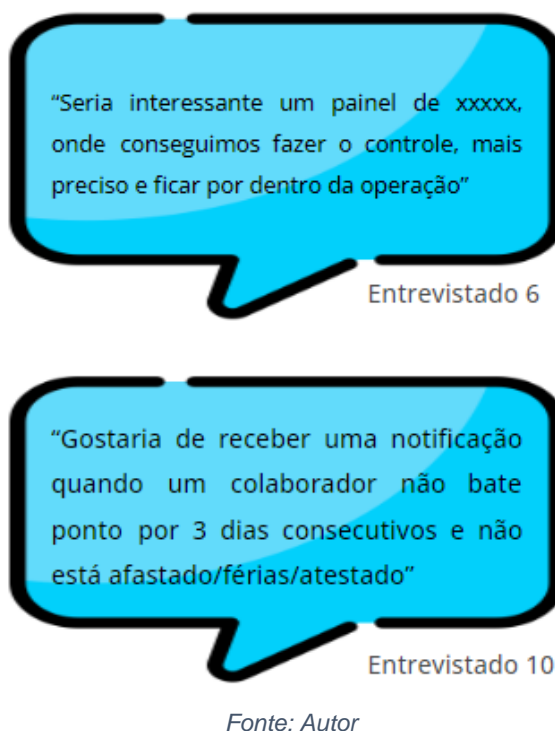 “Seria interessante um painel de xxxxx,
onde conseguimos fazer o controle, mais
preciso e ficar por dentro da operação”
Entrevistado 6
“Gostaria de receber uma notificação
quando um colaborador não bate
ponto por 3 dias consecutivos e não
está afastado/férias/atestado”
Entrevistado 10
Fonte: Autor